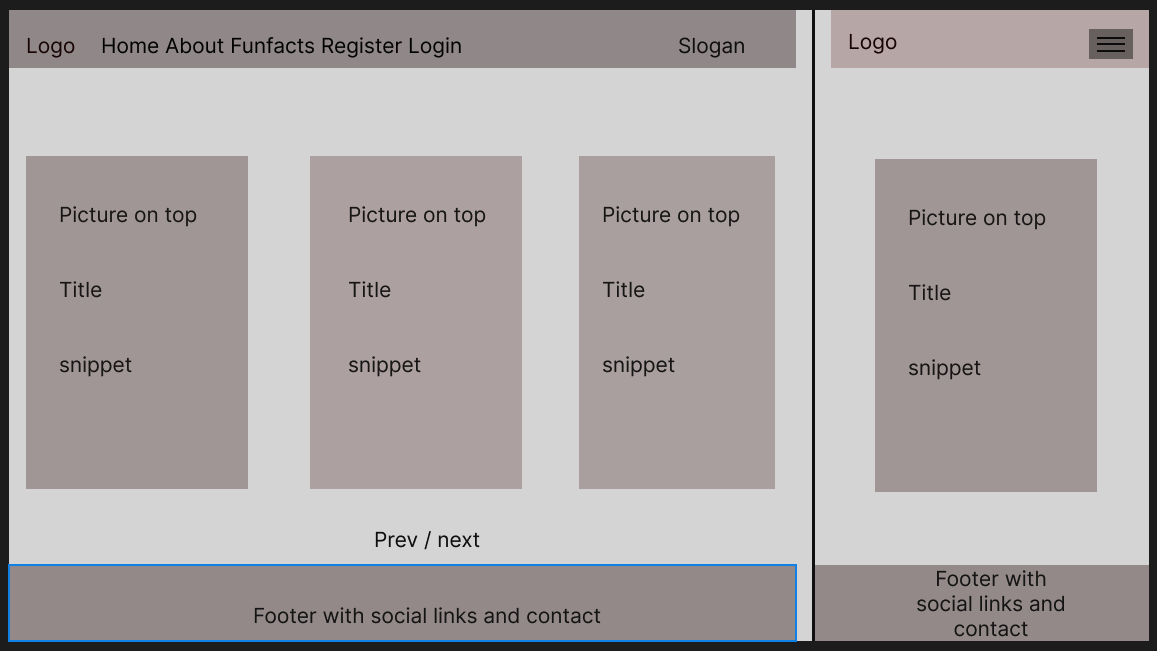 Logo Home About Funfacts Register Login Slogan
Picture on top Picture on top Picture on top
Title Title Title
snippet snippet snippet
Prev / next
Footer with social links and contact
Logo
Picture on top
Title
snippet
Footer with
social links and
contact